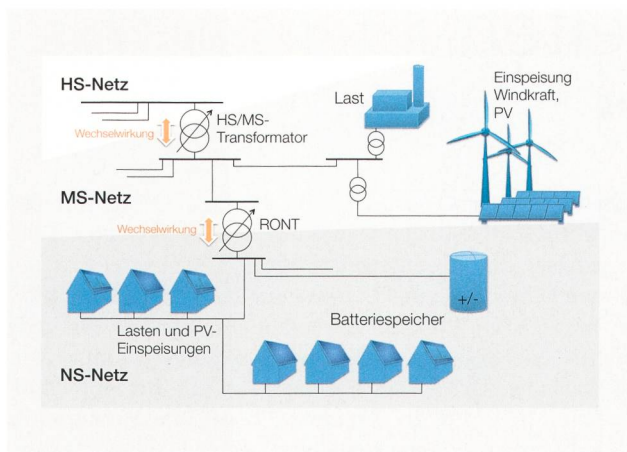 HS-Netz
Wechselwirkung
HS/MS-
Transformator
Last
Einspeisung
Windkraft,
PV
MS-Netz
Wechselwirkung
RONT
+/-
Lasten und PV-
Einspeisungen
Batteriespeicher
NS-Netz